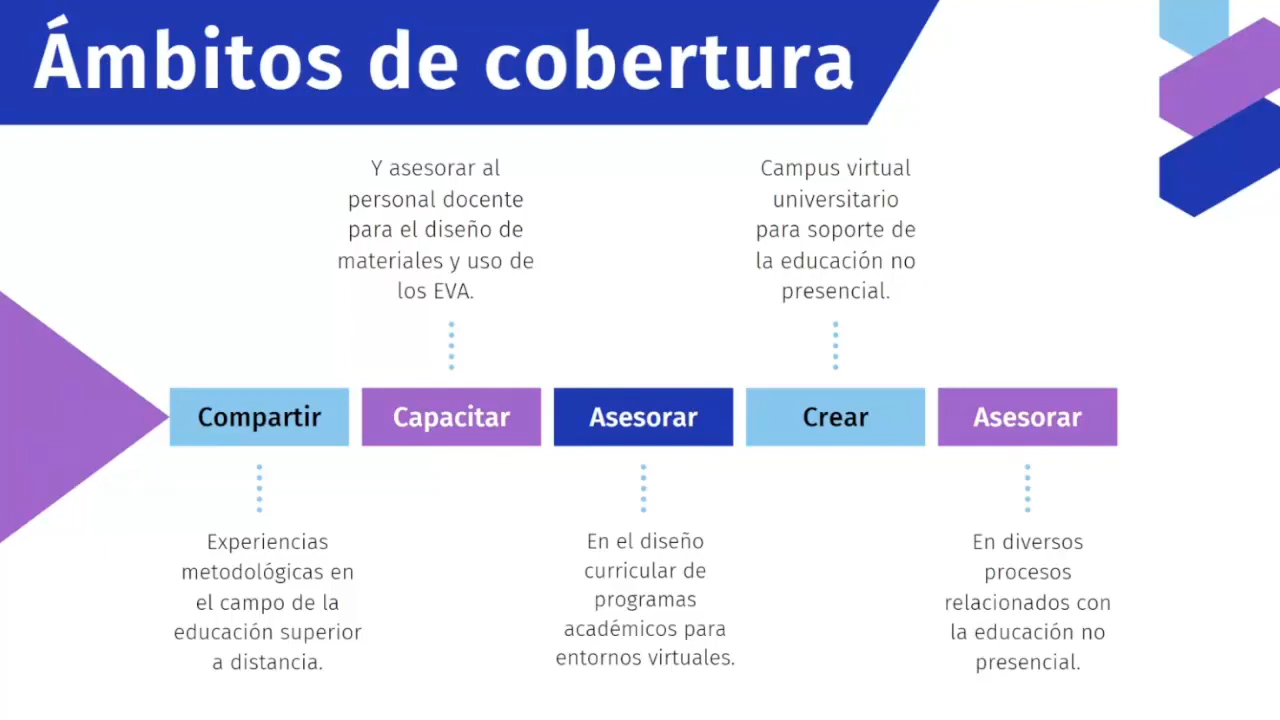 Ámbitos de cobertura
Y asesorar al
personal docente
para el diseño de
materiales y uso de
los EVA.
Campus virtual
universitario
para soporte de
la educación no
presencial.
Compartir
Capacitar
Asesorar
Crear
Asesorar
Experiencias
metodológicas en
el campo de la
educación superior
a distancia.
En el diseño
curricular de
programas
académicos para
entornos virtuales.
En diversos
procesos
relacionados con
la educación no
presencial.